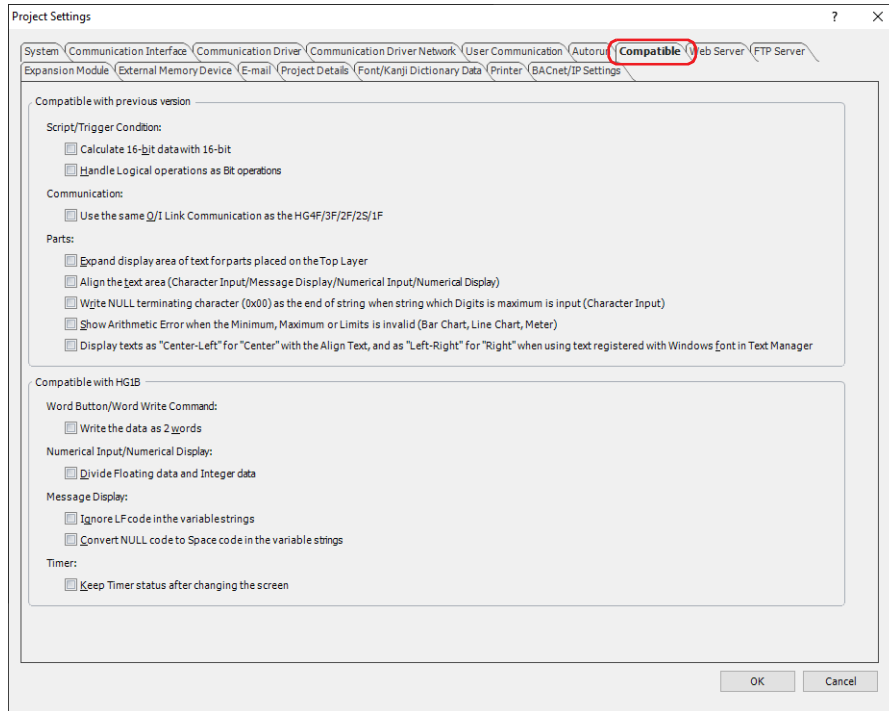 Project Settings ? ×
System Communication Interface Communication Driver Communication Driver Network User Communication Autorun Compatible Web Server FTP Server
Expansion Module External Memory Device E-mail Project Details Font/Kanji Dictionary Data Printer BACnet/IP Settings
Compatible with previous version
Script/Trigger Condition:
Calculate 16-bit data with 16-bit
Handle Logical operations as Bit operations
Communication:
Use the same O/I Link Communication as the HG4F/3F/2F/2S/1F
Parts:
Expand display area of text for parts placed on the Top Layer
Align the text area (Character Input/Message Display/Numerical Input/Numerical Display)
Write NULL terminating character (0x00) as the end of string when string which Digits is maximum is input (Character Input)
Show Arithmetic Error when the Minimum, Maximum or Limits is invalid (Bar Chart, Line Chart, Meter)
Display texts as "Center-Left" for "Center" with the Align Text, and as "Left-Right" for "Right" when using text registered with Windows font in Text Manager
Compatible with HG1B
Word Button/Word Write Command:
Write the data as 2 words
Numerical Input/Numerical Display:
Divide Floating data and Integer data
Message Display:
Ignore LF code in the variable strings
Convert NULL code to Space code in the variable strings
Timer:
Keep Timer status after changing the screen
OK Cancel